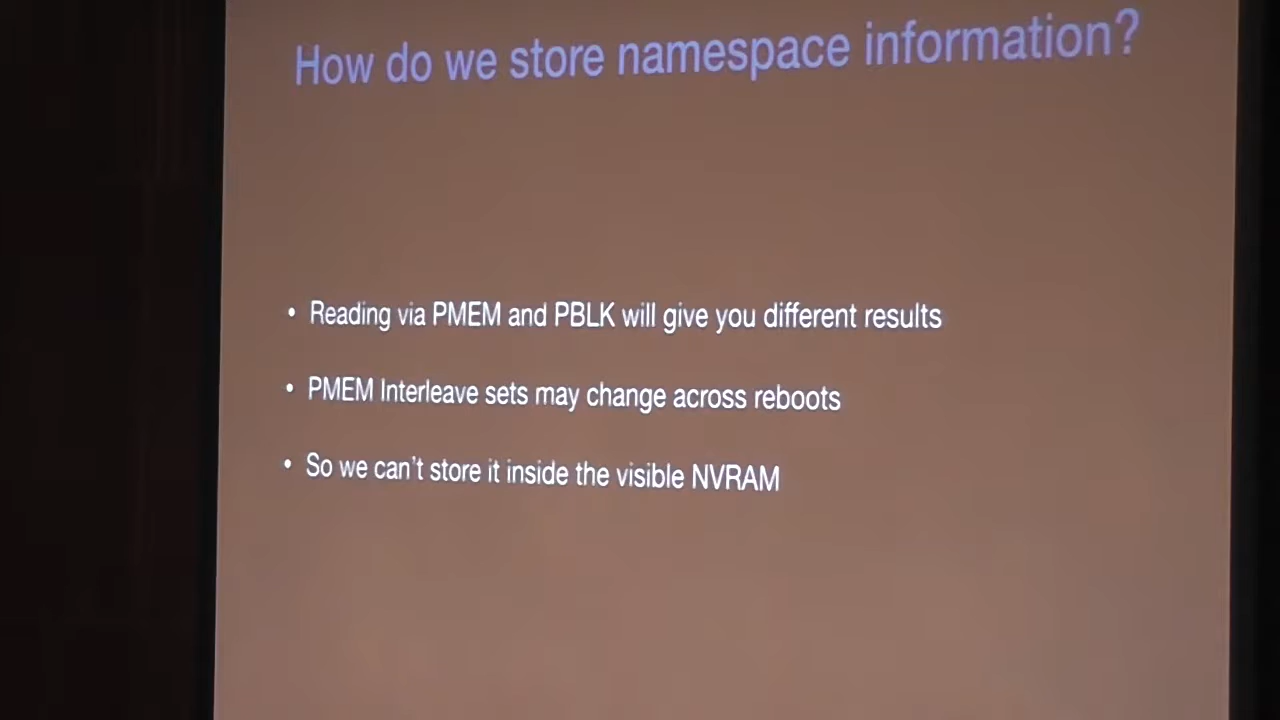 How do we store namespace information?
• Reading via PMEM and PBLK will give you different results
• PMEM Interleave sets may change across reboots
• So we can't store it inside the visible NVRAM